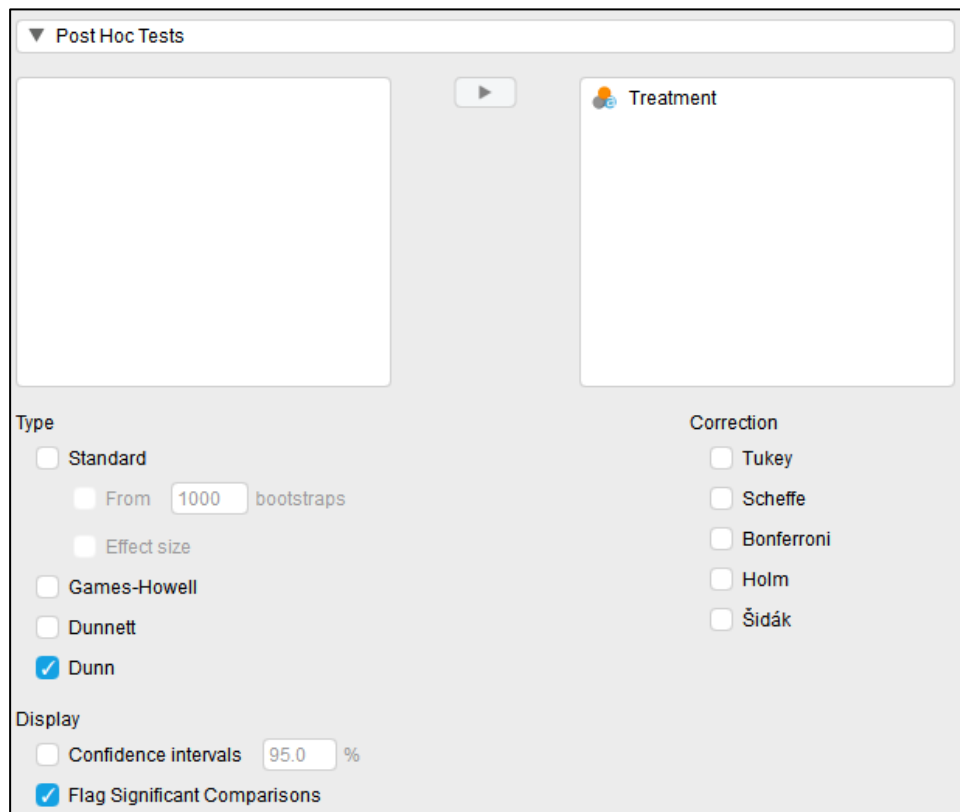 Post Hoc Tests
Treatment
Type
Standard
From 1000 bootstraps
Effect size
Games-Howell
Dunnett
Dunn
Correction
Tukey
Scheffe
Bonferroni
Holm
Šidák
Display
Confidence intervals 95.0 %
Flag Significant Comparisons